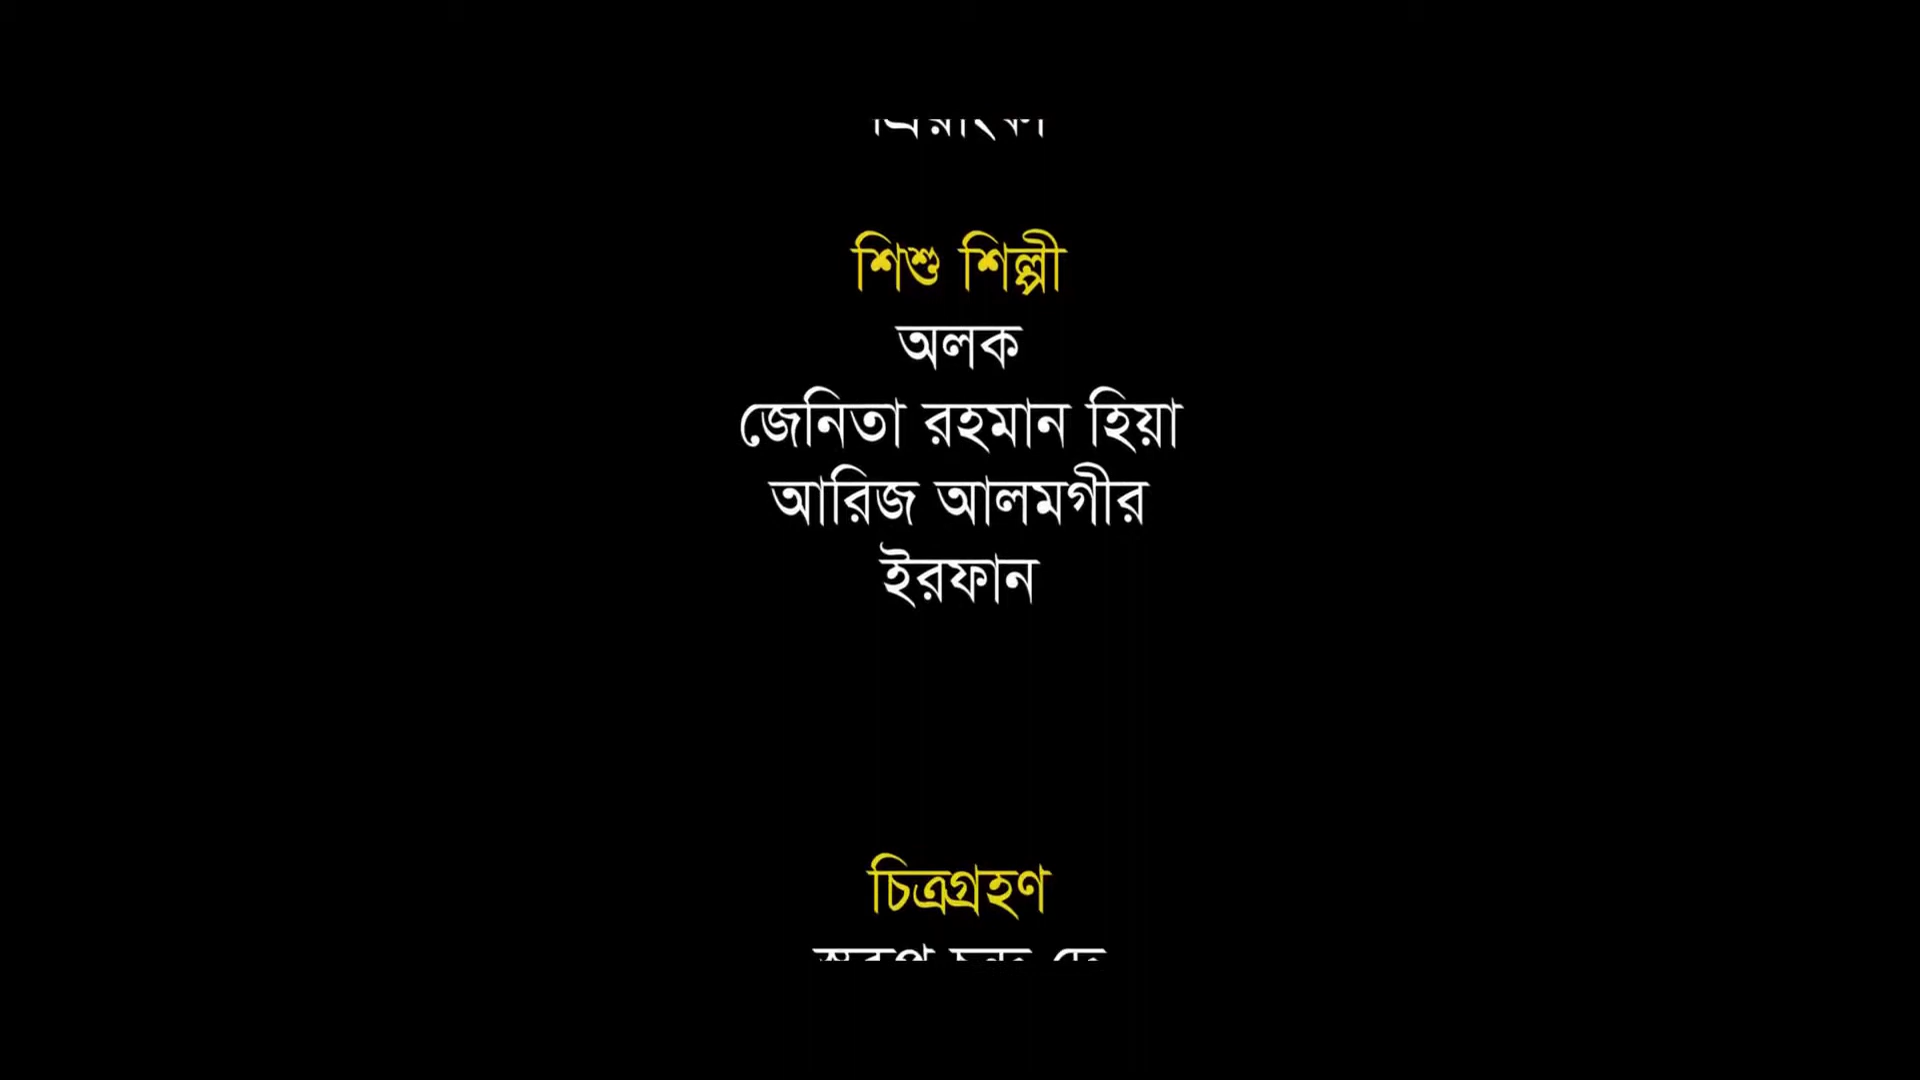 শিশু শিল্পী
অলক
জেনিতা রহমান হিয়া
আরিজ আলমগীর
ইরফান
চিত্রগ্রহণ